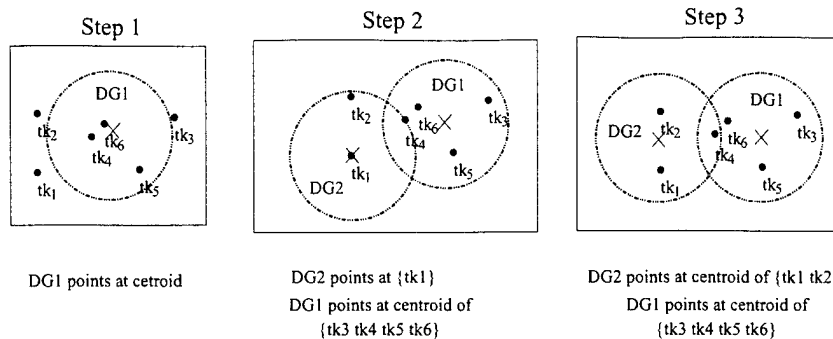 Step 1
Step 2
Step 3
DG1
tk2
tk6
tk3
tk4
tk1
tk5
DG1
tk2
tk6
tk3
tk4
tk1
tk5
DG2
DG1
DG2
tk2
tk6
tk3
tk4
tk1
tk5
DG1 points at cetroid
DG2 points at {tk1}
DG1 points at centroid of
{tk3 tk4 tk5 tk6}
DG2 points at centroid of {tk1 tk2
DG1 points at centroid of
{tk3 tk4 tk5 tk6}